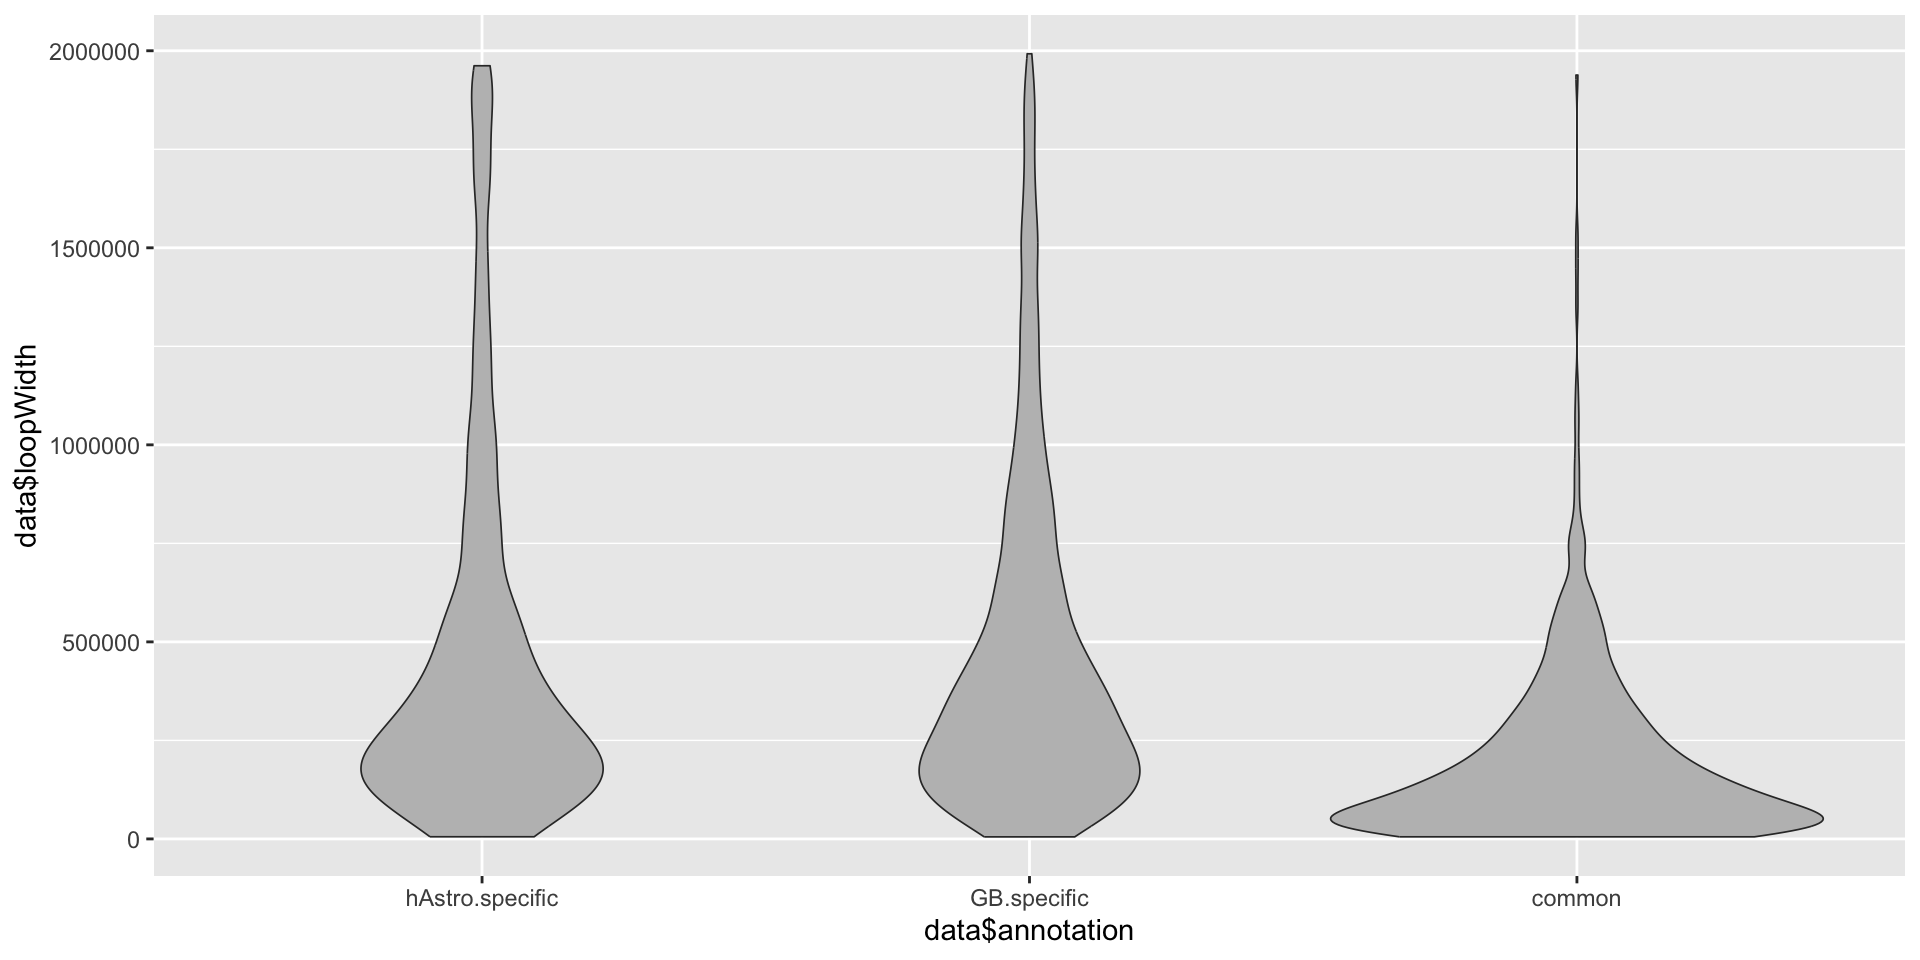 2000000
1500000
1000000
500000
0
data$loopWidth
hAstro.specific
GB.specific
common
data$annotation